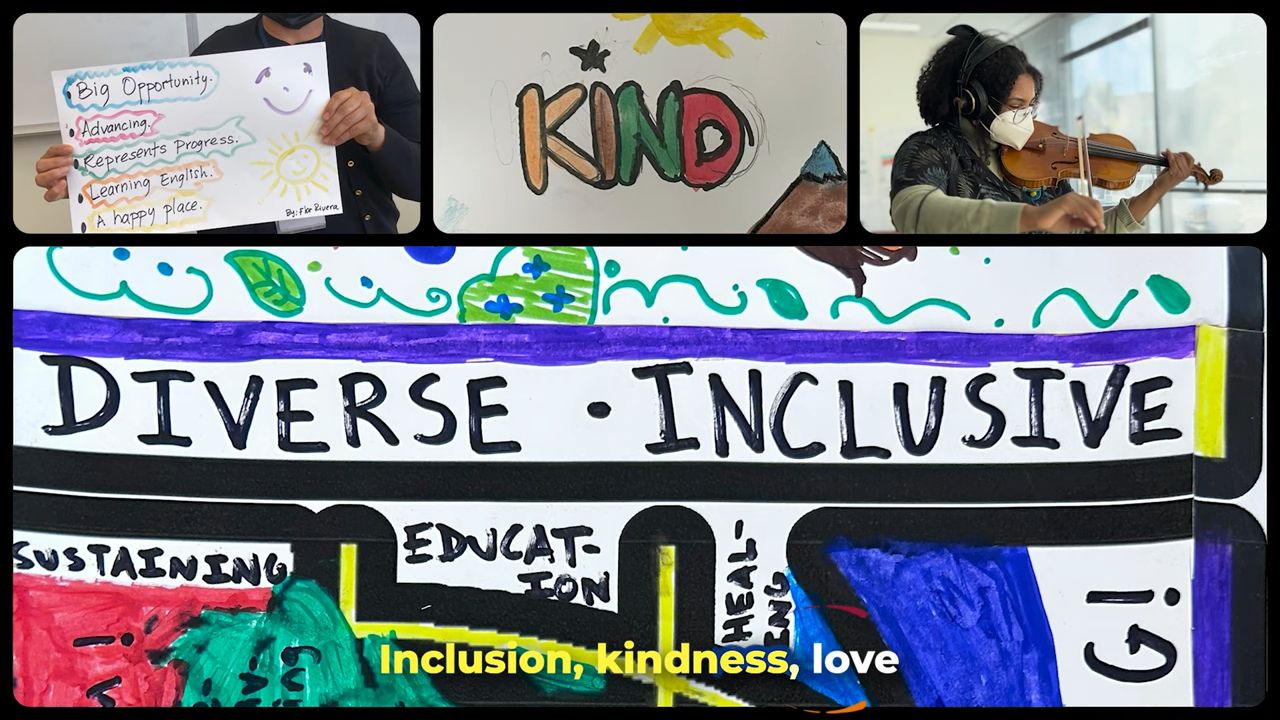 Big Opportunity.
Advancing.
Represents Progress.
Learning English.
A happy place.
By: Flor Rivera
KIND
DIVERSE • INCLUSIVE
SUSTAINING
EDUCAT-
ION
HEAL-
ING
G!
Inclusion, kindness, love